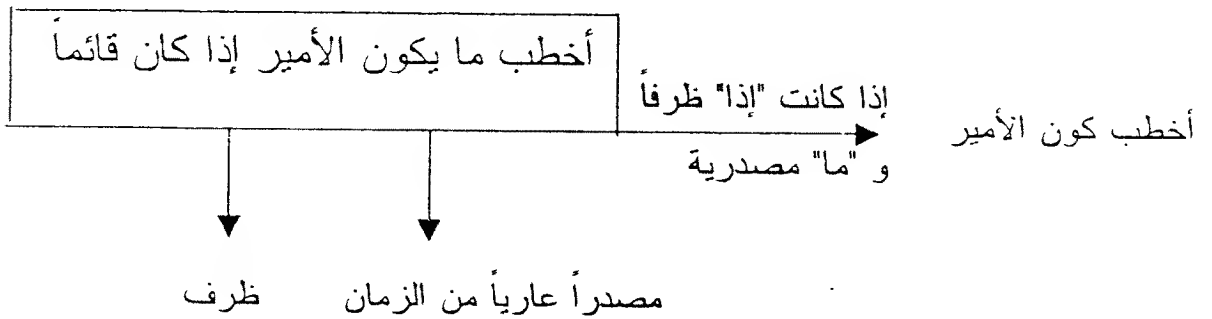 أخطب ما يكون الأمير إذا كان قائماً
إذا كانت "إذا" ظرفاً
أخطب كون الأمير
و "ما" مصدرية
مصدراً عارياً من الزمان
ظرف